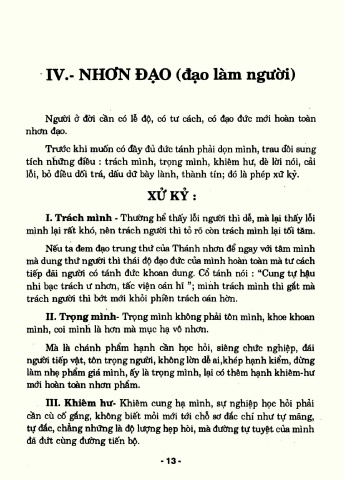 IV.- NHƠN ĐẠO (đạo làm người)
Người ở đời cần có lễ độ, có tư cách, có đạo đức mới hoàn toàn
nhơn đạo.
Trước khi muốn có đầy đủ đức tánh phải dọn mình, trau dồi sung
tích những điều : trách mình, trọng mình, khiêm hư, dè lời nói, cải
lỗi, bỏ điều dối trá, dấu dữ bày lành, thành tín; đó là phép xử kỷ.
XỬ KỶ :
I. Trách mình - Thường hể thấy lỗi người thì dễ, mà lại thấy lỗi
mình lại rất khó, nên trách người thì tỏ rõ còn trách mình lại tối tăm.
Nếu ta đem đạo trung thứ của Thánh nhơn để ngay với tâm mình
mà dung thứ người thì thái độ đạo đức của mình hoàn toàn mà tư cách
tiếp đãi người có tánh đức khoan dung. Cổ tánh nói : "Cung tự hậu
nhi bạc trách ư nhơn, tắc viện oán hỉ "; mình trách mình thì gắt mà
trách người thì bớt mới khỏi phiền trách oán hờn.
II. Trọng mình- Trọng mình không phải tôn mình, khoe khoan
mình, coi mình là hơn mà mục hạ vô nhơn.
Mà là chánh phẩm hạnh cần học hỏi, siêng chức nghiệp, đãi
người tiếp vật, tôn trọng người, không lờn dễ ai,khép hạnh kiểm, đừng
làm nhẹ phẩm giá mình, ấy là trọng mình, lại có thêm hạnh khiêm-hư
mới hoàn toàn nhơn phẩm.
III. Khiêm hư- Khiêm cung hạ mình, sự nghiệp học hỏi phải
cần cù cố gắng, không biết mỏi mới tới chỗ sơ đắc chí như tự mãng,
tự đắc, chẳng những là độ lượng hẹp hòi, mà đường tự tuyệt của mình
đã đứt cùng đường tiến bộ.
- 13 -